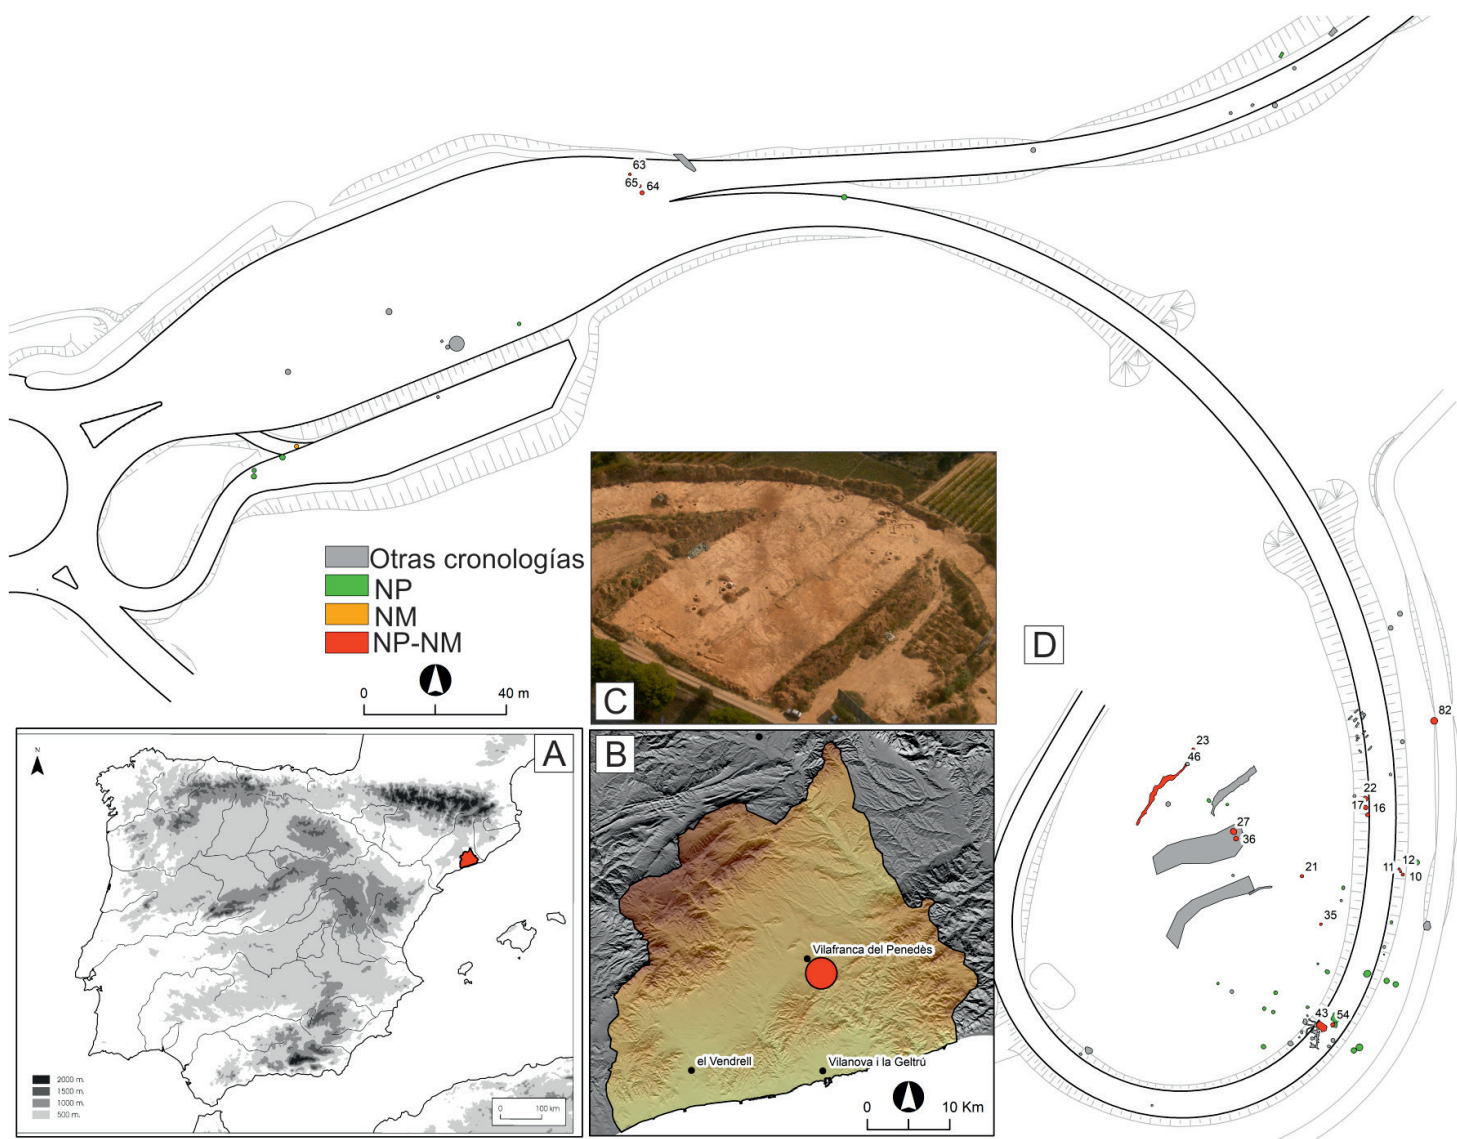 63
65
64
Otras cronologías
NP
NM
NP-NM
0
40 m
C
D
82
23
46
22
17
16
27
36
21
12
11
10
35
43
54
A
N
2000 m.
1500 m.
1000 m.
500 m.
0
100 km
B
Vilafranca del Penedès
el Vendrell
Vilanova i la Geltrú
0
10 Km